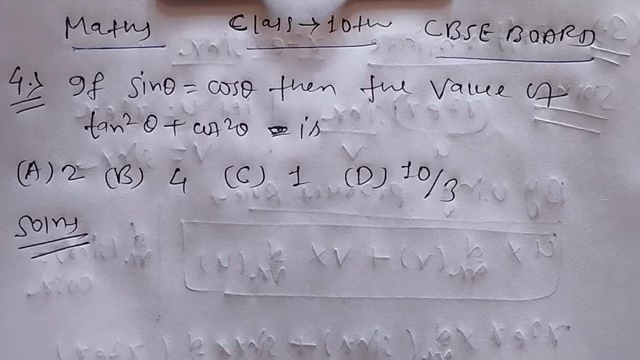 Maths Class → 10th CBSE BOARD
4.) If sinθ = cosθ then the value of
tan²θ + cot²θ = is
(A) 2 (B) 4 (C) 1 (D) 10/3
Solns